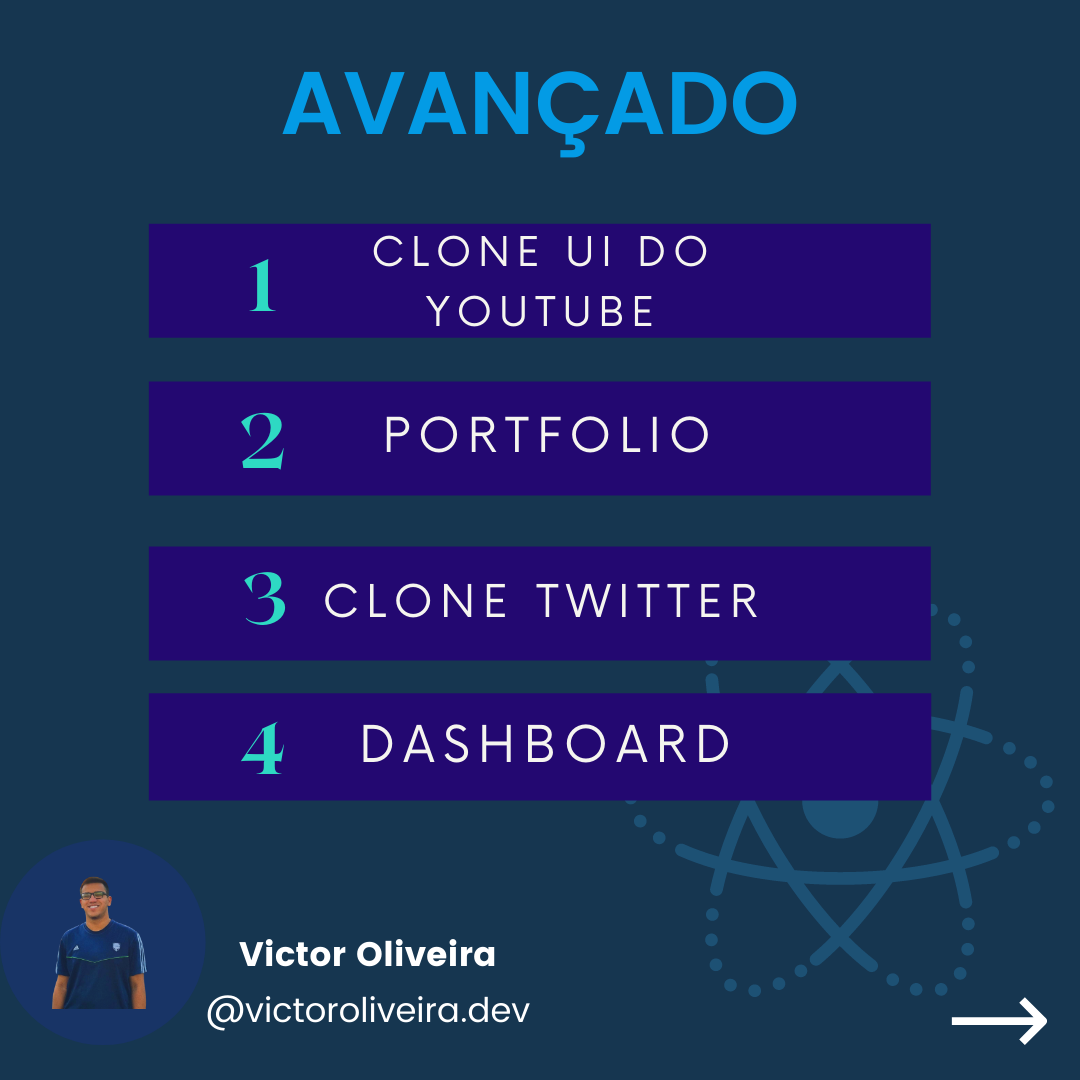 AVANÇADO
1
CLONE UI DO
YOUTUBE
2
PORTFOLIO
3
CLONE TWITTER
4
DASHBOARD
Victor Oliveira
@victoroliveira.dev